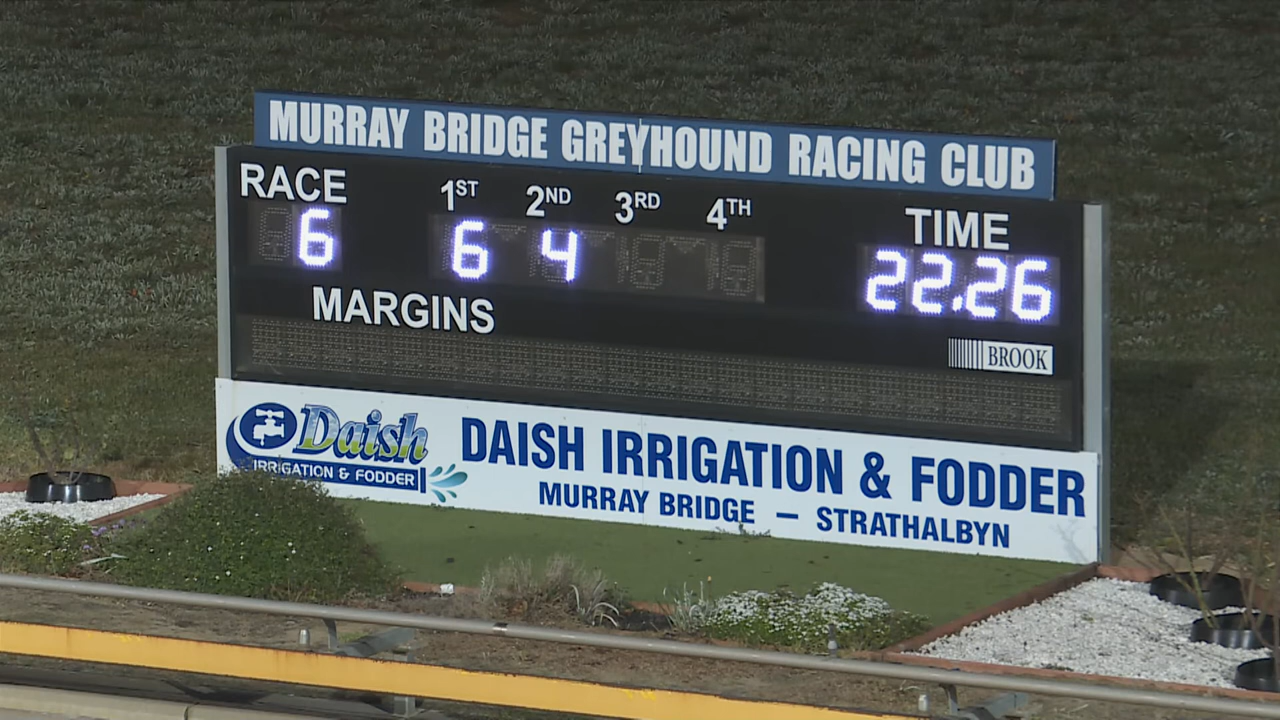 MURRAY BRIDGE GREYHOUND RACING CLUB
RACE 1ST 2ND 3RD 4TH TIME
6 6 4 22.26
MARGINS
BROOK
Daish
IRRIGATION & FODDER
DAISH IRRIGATION & FODDER
MURRAY BRIDGE – STRATHALBYN